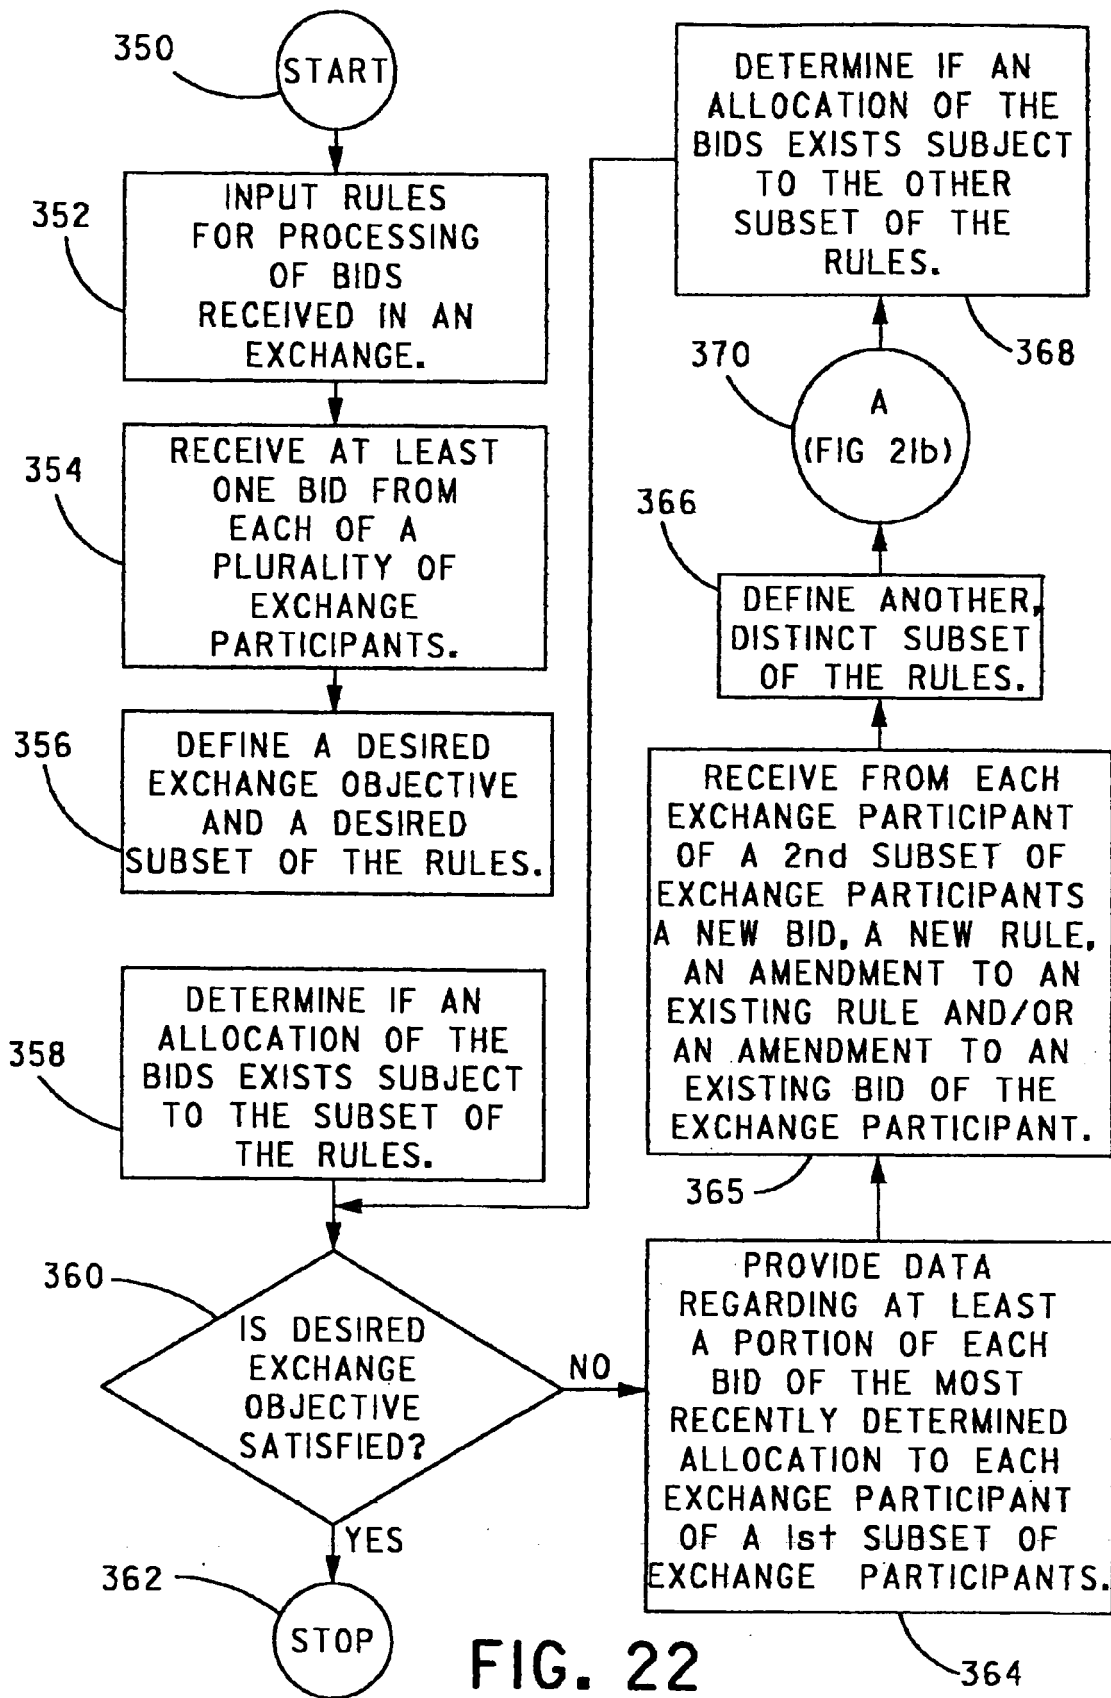 350
START
352
INPUT RULES
FOR PROCESSING
OF BIDS
RECEIVED IN AN
EXCHANGE.
354
RECEIVE AT LEAST
ONE BID FROM
EACH OF A
PLURALITY OF
EXCHANGE
PARTICIPANTS.
356
DEFINE A DESIRED
EXCHANGE OBJECTIVE
AND A DESIRED
SUBSET OF THE RULES.
358
DETERMINE IF AN
ALLOCATION OF THE
BIDS EXISTS SUBJECT
TO THE SUBSET OF
THE RULES.
360
IS DESIRED
EXCHANGE
OBJECTIVE
SATISFIED?
NO
YES
362
STOP
PROVIDE DATA
REGARDING AT LEAST
A PORTION OF EACH
BID OF THE MOST
RECENTLY DETERMINED
ALLOCATION TO EACH
EXCHANGE PARTICIPANT
OF A 1st SUBSET OF
EXCHANGE PARTICIPANTS.
364
RECEIVE FROM EACH
EXCHANGE PARTICIPANT
OF A 2nd SUBSET OF
EXCHANGE PARTICIPANTS
A NEW BID, A NEW RULE,
AN AMENDMENT TO AN
EXISTING RULE AND/OR
AN AMENDMENT TO AN
EXISTING BID OF THE
EXCHANGE PARTICIPANT.
365
366
DEFINE ANOTHER,
DISTINCT SUBSET
OF THE RULES.
370
A
(FIG 21b)
DETERMINE IF AN
ALLOCATION OF THE
BIDS EXISTS SUBJECT
TO THE OTHER
SUBSET OF THE
RULES.
368
FIG. 22